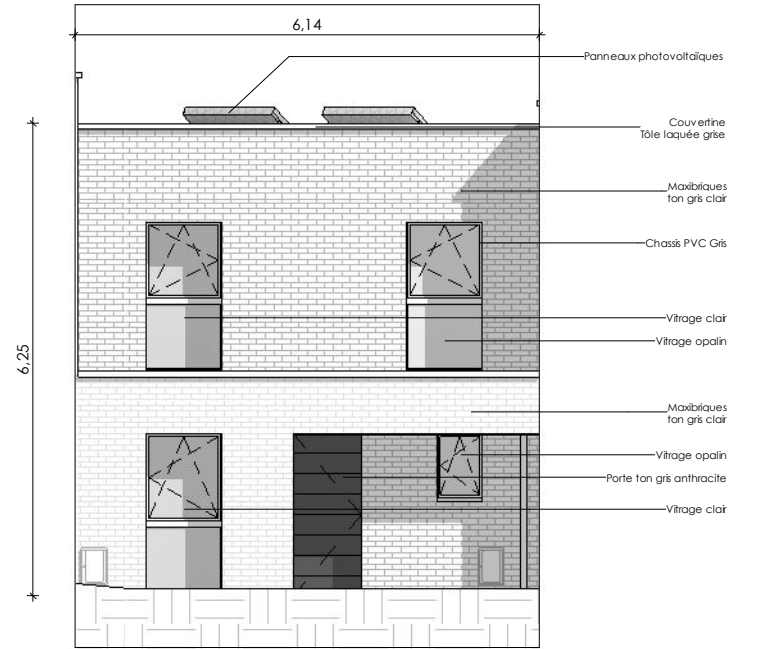 6,14
Panneaux photovoltaïques
Couvertine
Tôle laquée grise
Maxibriques
ton gris clair
Chassis PVC Gris
Vitrage clair
Vitrage opalin
6,25
Maxibriques
ton gris clair
Vitrage opalin
Porte ton gris anthracite
Vitrage clair